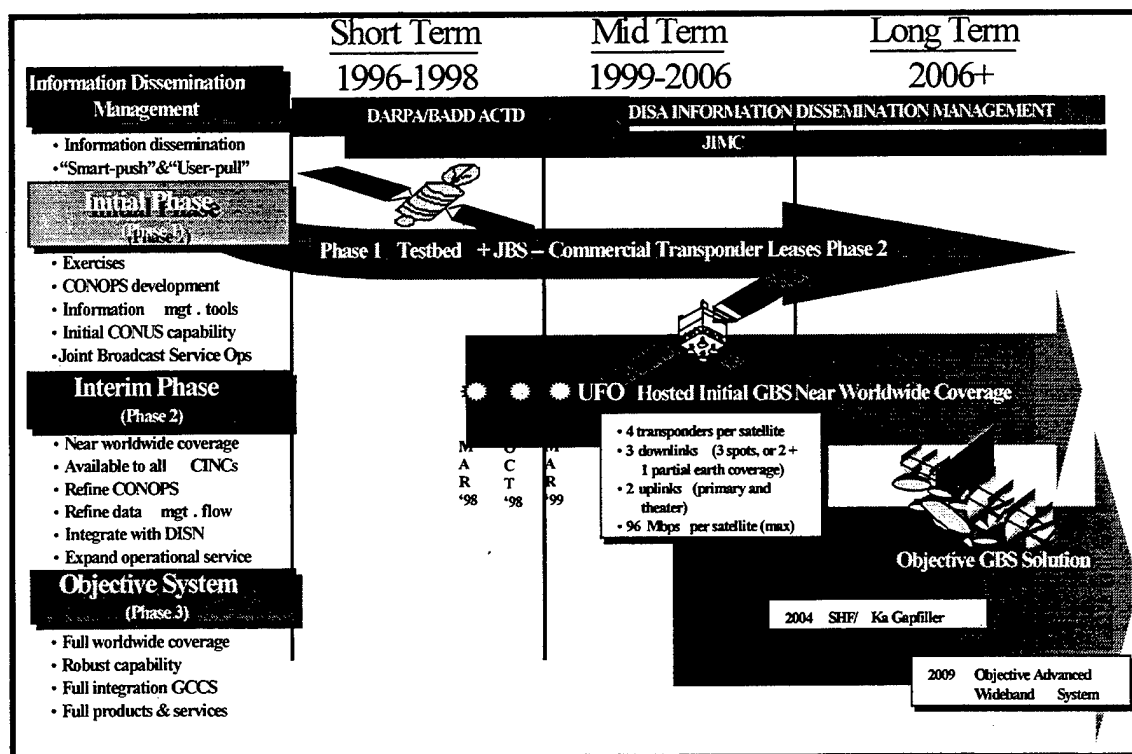 Short Term
Mid Term
Long Term
1996-1998
1999-2006
2006+
Information Dissemination
Management
DARPA/BADD ACTD
DISA INFORMATION DISSEMINATION MANAGEMENT
JIMC
• Information dissemination
•“Smart-push”&“User-pull”
Initial Phase
(Phase 1)
Phase 1 Testbed + JBS – Commercial Transponder Leases Phase 2
• Exercises
• CONOPS development
• Information mgt . tools
• Initial CONUS capability
•Joint Broadcast Service Ops
Interim Phase
(Phase 2)
• Near worldwide coverage
• Available to all CINCs
• Refine CONOPS
• Refine data mgt . flow
• Integrate with DISN
• Expand operational service
UFO Hosted Initial GBS Near Worldwide Coverage
MAR '98
OCT '98
MAR '99
• 4 transponders per satellite
• 3 downlinks (3 spots, or 2 +
1 partial earth coverage)
• 2 uplinks (primary and
theater)
• 96 Mbps per satellite (max)
Objective GBS Solution
Objective System
(Phase 3)
• Full worldwide coverage
• Robust capability
• Full integration GCCS
• Full products & services
2004 SHF/ Ka Gapfiller
2009 Objective Advanced
Wideband System